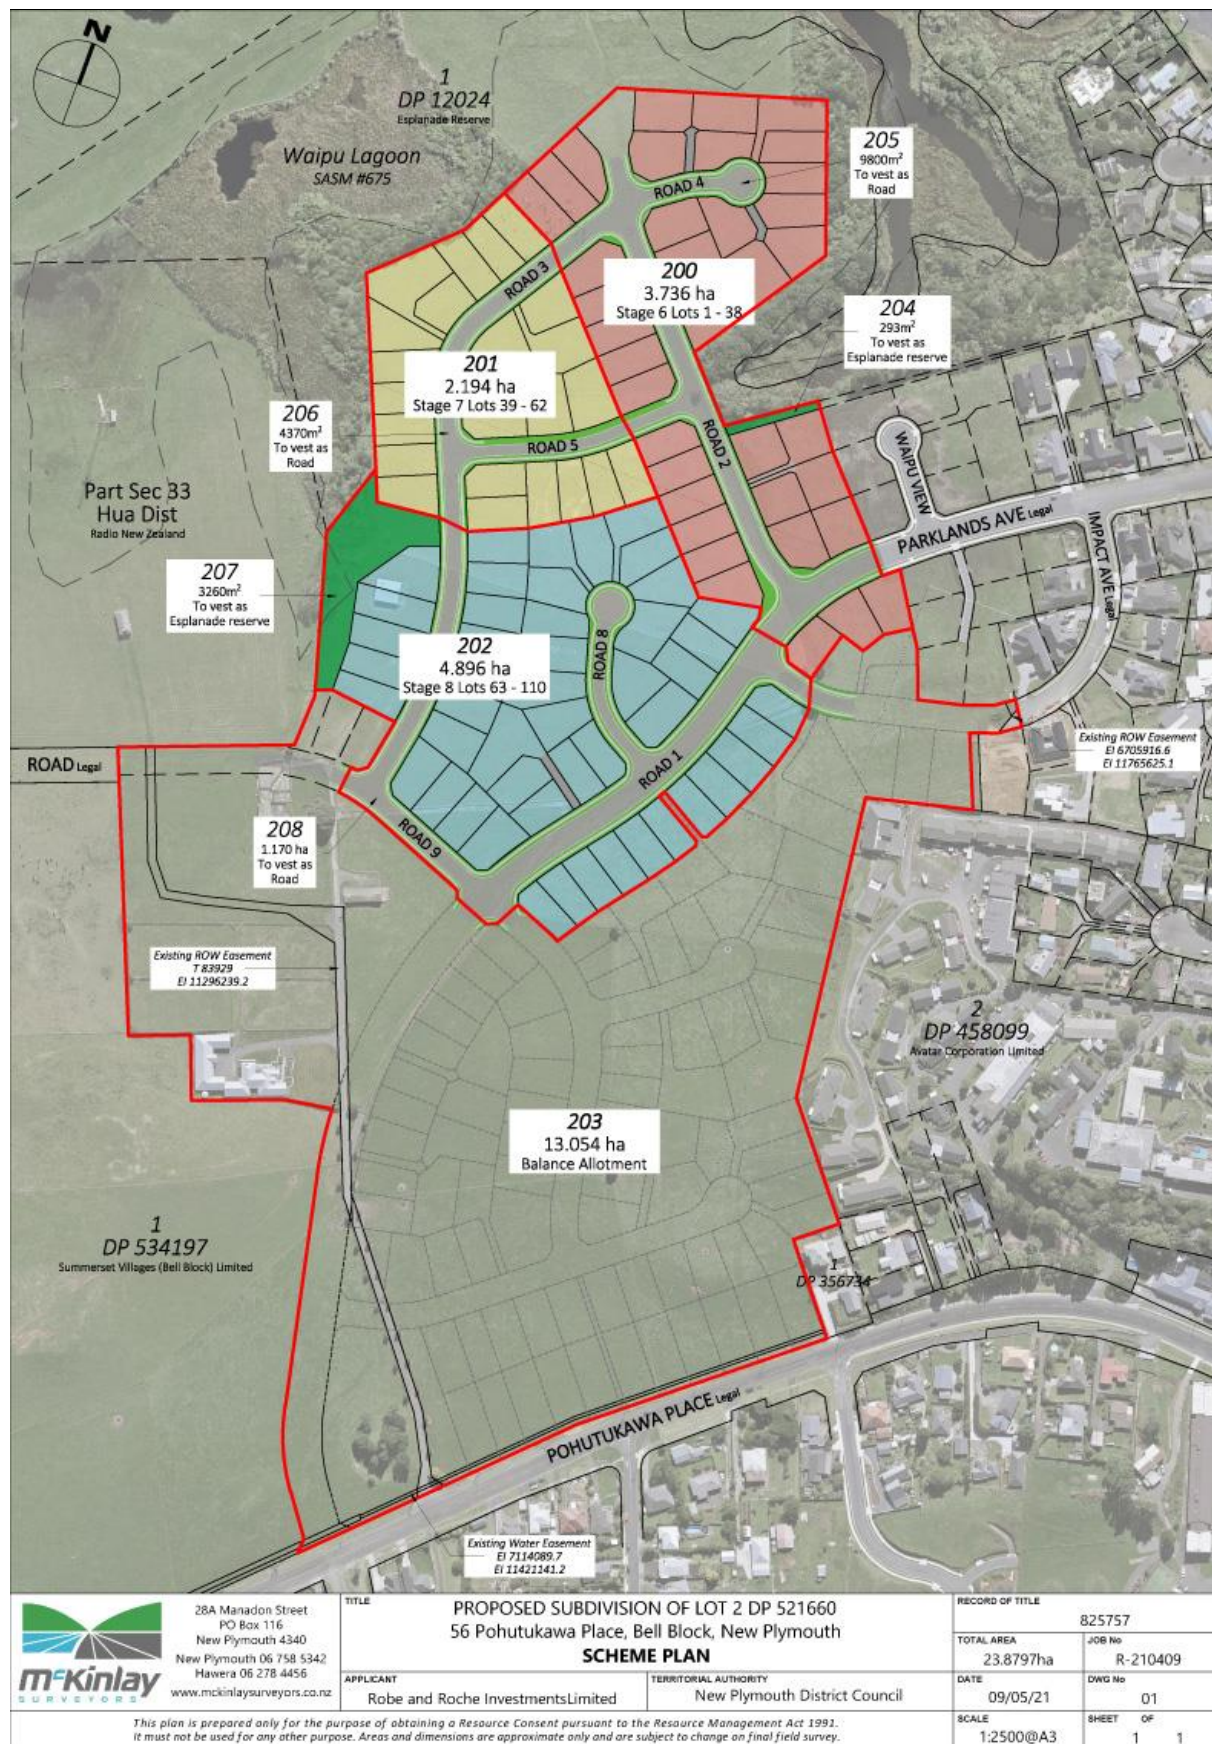 N
1
DP 12024
Esplanade Reserve
Waipu Lagoon
SASM #675
205
9800m²
To vest as
Road
ROAD 4
200
3.736 ha
Stage 6 Lots 1 - 38
ROAD 3
204
293m²
To vest as
Esplanade reserve
201
2.194 ha
Stage 7 Lots 39 - 62
206
4370m²
To vest as
Road
ROAD 5
ROAD 2
WAIPU VIEW
PARKLANDS AVE Legal
IMPACT AVE Legal
Part Sec 33
Hua Dist
Radio New Zealand
207
3260m²
To vest as
Esplanade reserve
202
4.896 ha
Stage 8 Lots 63 - 110
ROAD 8
ROAD 1
Existing ROW Easement
EI 6705916.6
EI 11765625.1
ROAD Legal
208
1.170 ha
To vest as
Road
ROAD 9
Existing ROW Easement
T 83929
EI 11296239.2
2
DP 458099
Avatar Corporation Limited
203
13.054 ha
Balance Allotment
1
DP 534197
Summerset Villages (Bell Block) Limited
1
DP 356734
POHUTUKAWA PLACE Legal
Existing Water Easement
EI 7114089.7
EI 11421141.2
McKinlay
SURVEYORS
28A Manadon Street
PO Box 116
New Plymouth 4340
New Plymouth 06 758 5342
Hawera 06 278 4456
www.mckinlaysurveyors.co.nz
TITLE
PROPOSED SUBDIVISION OF LOT 2 DP 521660
56 Pohutukawa Place, Bell Block, New Plymouth
SCHEME PLAN
APPLICANT
Robe and Roche InvestmentsLimited
TERRITORIAL AUTHORITY
New Plymouth District Council
RECORD OF TITLE
825757
TOTAL AREA
23.8797ha
JOB No
R-210409
DATE
09/05/21
DWG No
01
SCALE
1:2500@A3
SHEET OF
1 1
This plan is prepared only for the purpose of obtaining a Resource Consent pursuant to the Resource Management Act 1991.
It must not be used for any other purpose. Areas and dimensions are approximate only and are subject to change on final field survey.